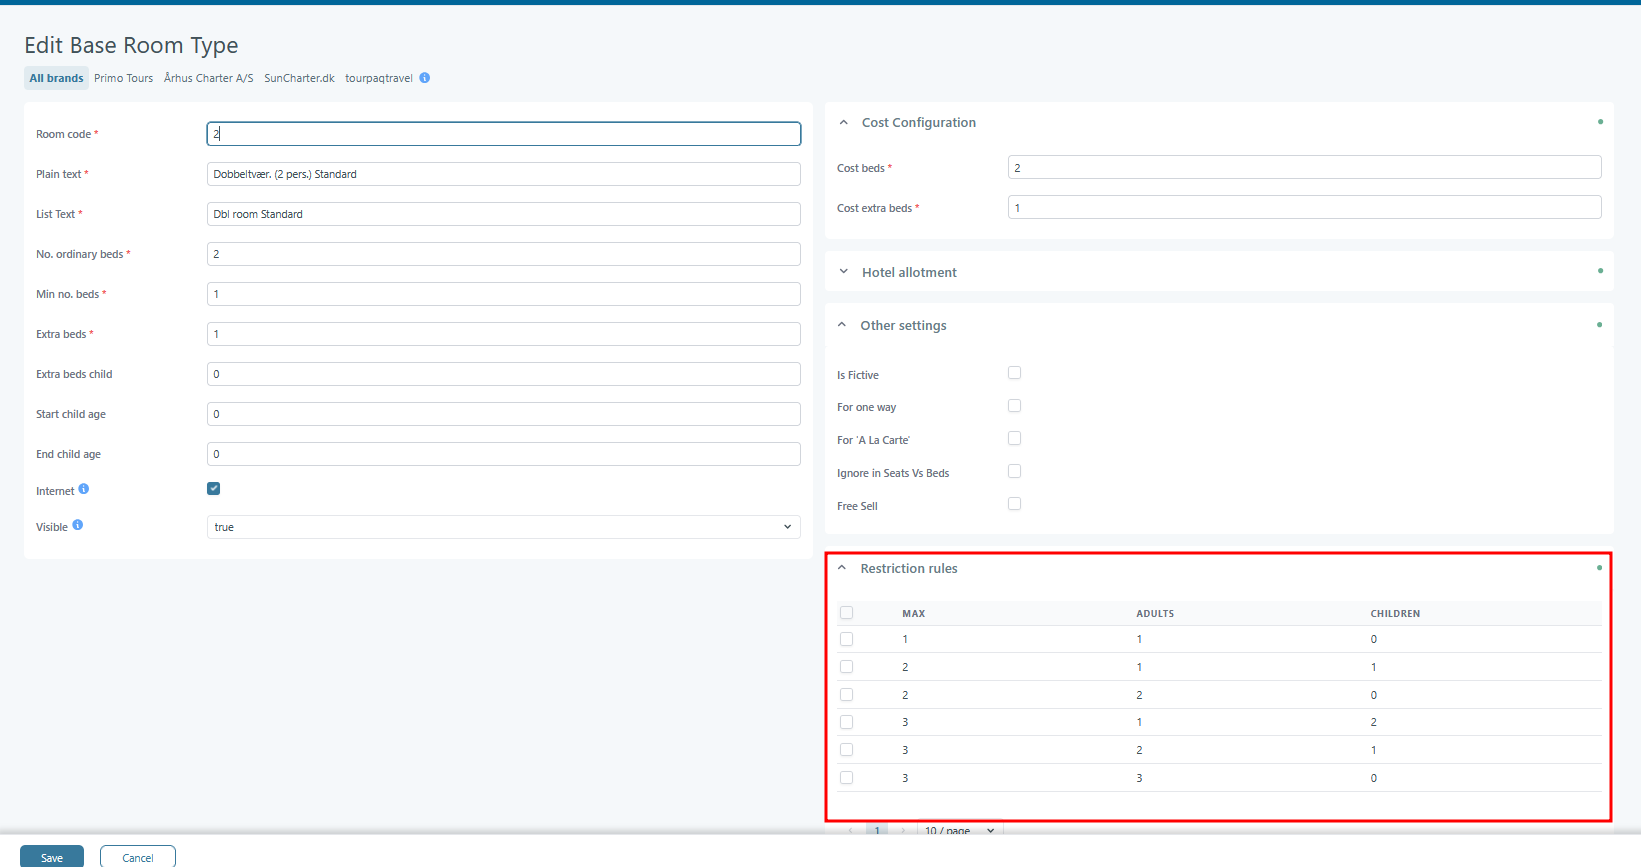 Edit Base Room Type
All brands Primo Tours Århus Charter A/S SunCharter.dk tourpaqtravel
Room code * 2
Plain text * Dobbeltvær. (2 pers.) Standard
List Text * Dbl room Standard
No. ordinary beds * 2
Min no. beds * 1
Extra beds * 1
Extra beds child 0
Start child age 0
End child age 0
Internet
Visible true
Cost Configuration
Cost beds * 2
Cost extra beds * 1
Hotel allotment
Other settings
Is Fictive
For one way
For 'A La Carte'
Ignore in Seats Vs Beds
Free Sell
Restriction rules
MAX ADULTS CHILDREN
1 1 0
2 1 1
2 2 0
3 1 2
3 2 1
3 3 0
1 10 / page
Save Cancel